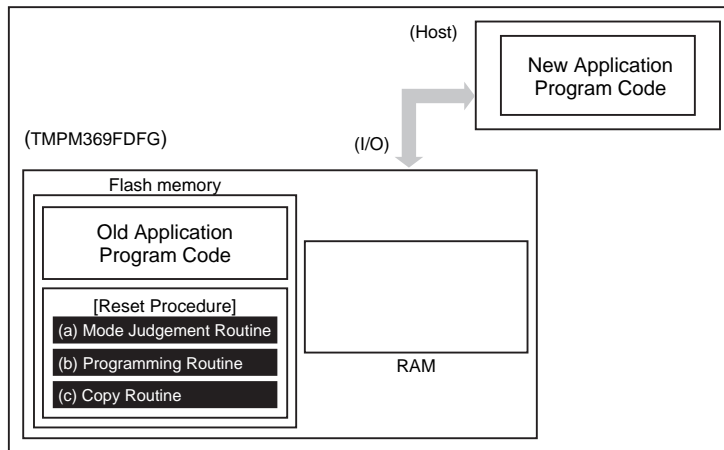 (Host)
New Application
Program Code
(TMPM369FDFG)
(I/O)
Flash memory
Old Application
Program Code
[Reset Procedure]
(a) Mode Judgement Routine
(b) Programming Routine
(c) Copy Routine
RAM